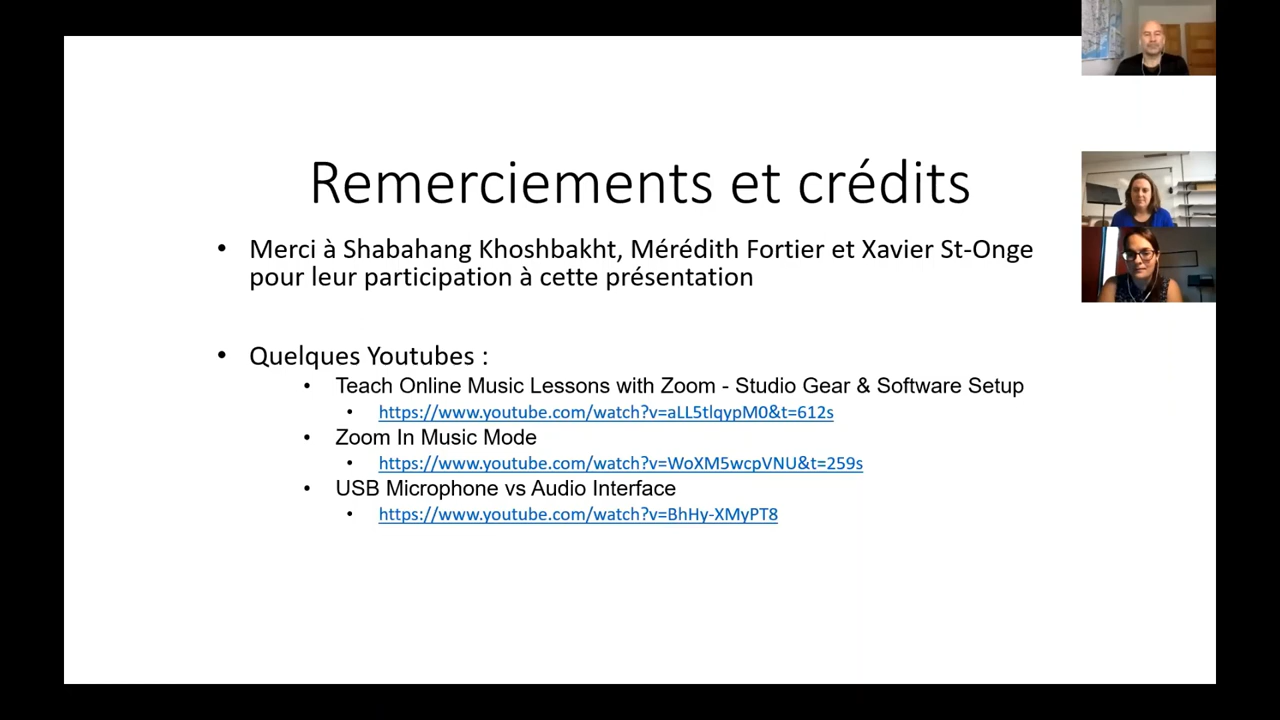 Remerciements et crédits
• Merci à Shabahang Khoshbakht, Mérédith Fortier et Xavier St-Onge
pour leur participation à cette présentation
• Quelques Youtubes :
• Teach Online Music Lessons with Zoom - Studio Gear & Software Setup
• https://www.youtube.com/watch?v=aLL5tlqypM0&t=612s
• Zoom In Music Mode
• https://www.youtube.com/watch?v=WoXM5wcpVNU&t=259s
• USB Microphone vs Audio Interface
• https://www.youtube.com/watch?v=BhHy-XMyPT8